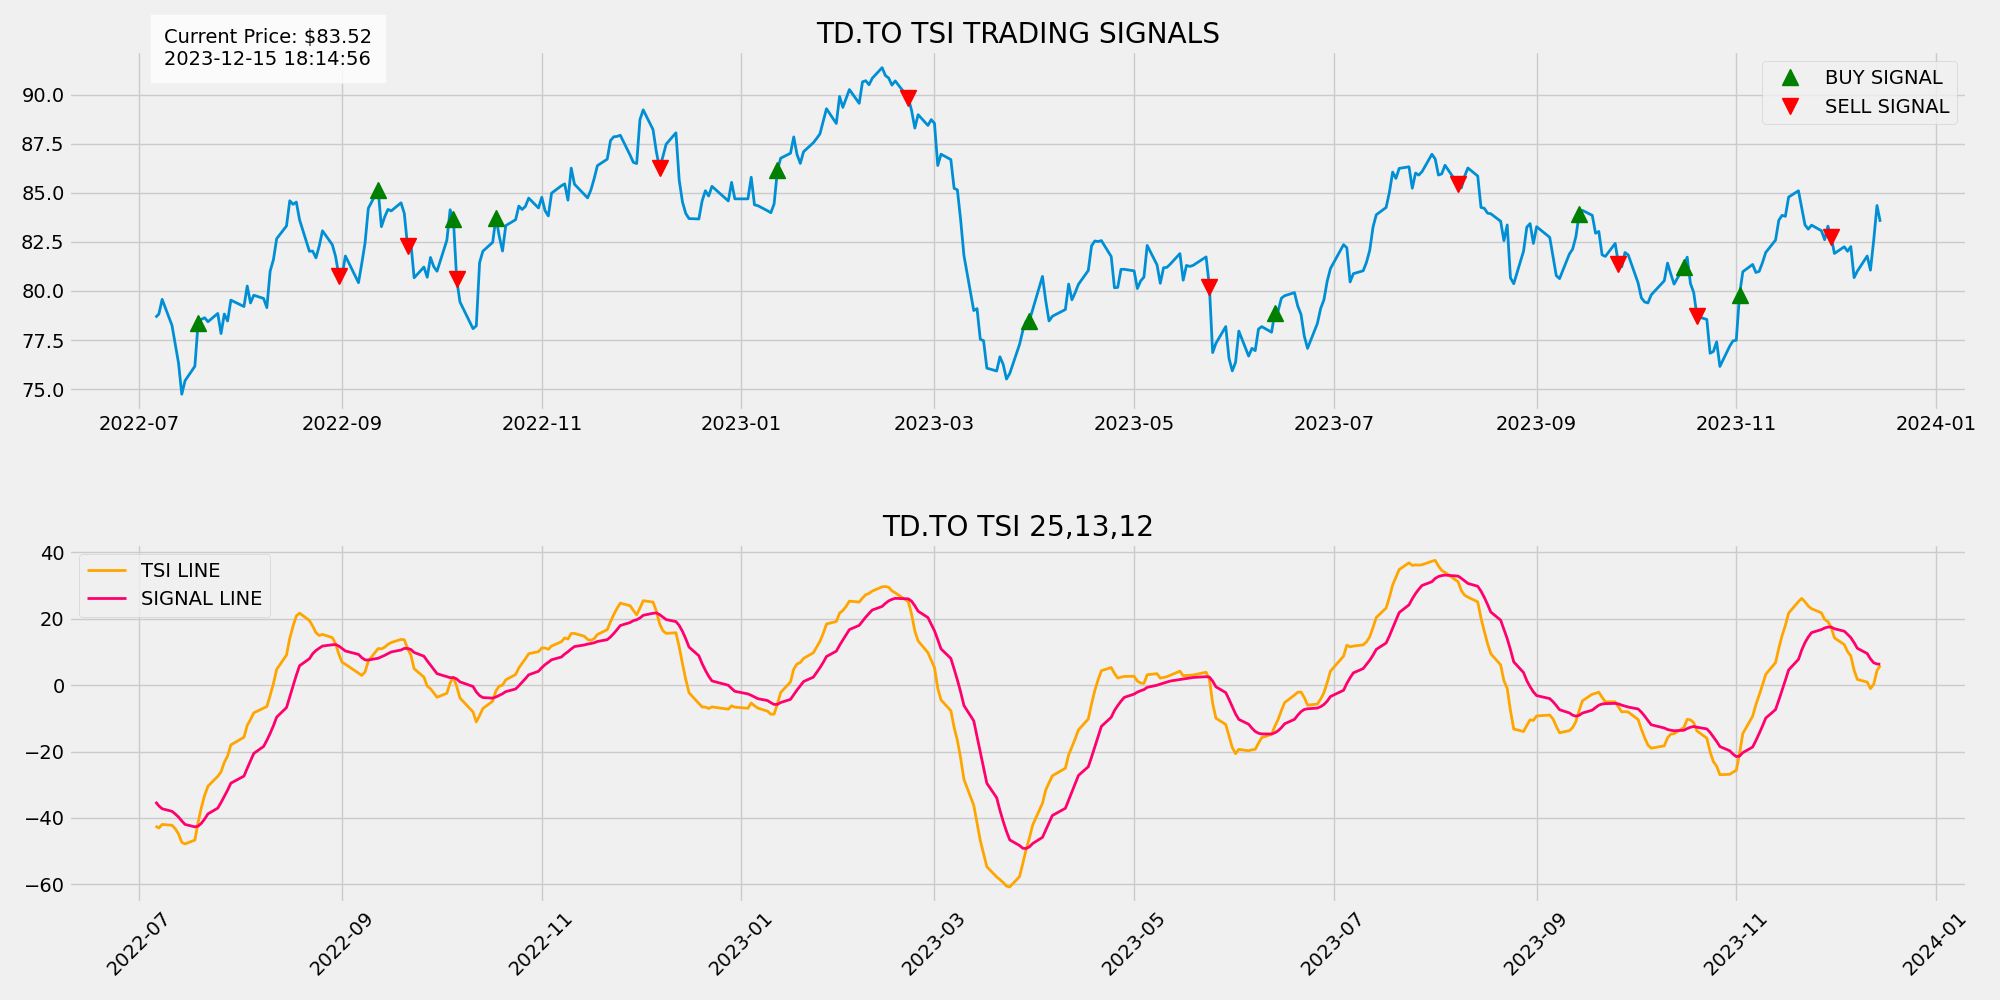 Current Price: $83.52
2023-12-15 18:14:56
TD.TO TSI TRADING SIGNALS
BUY SIGNAL
SELL SIGNAL
90.0
87.5
85.0
82.5
80.0
77.5
75.0
2022-07 2022-09 2022-11 2023-01 2023-03 2023-05 2023-07 2023-09 2023-11 2024-01
TD.TO TSI 25,13,12
TSI LINE
SIGNAL LINE
40
20
0
−20
−40
−60
2022-07 2022-09 2022-11 2023-01 2023-03 2023-05 2023-07 2023-09 2023-11 2024-01